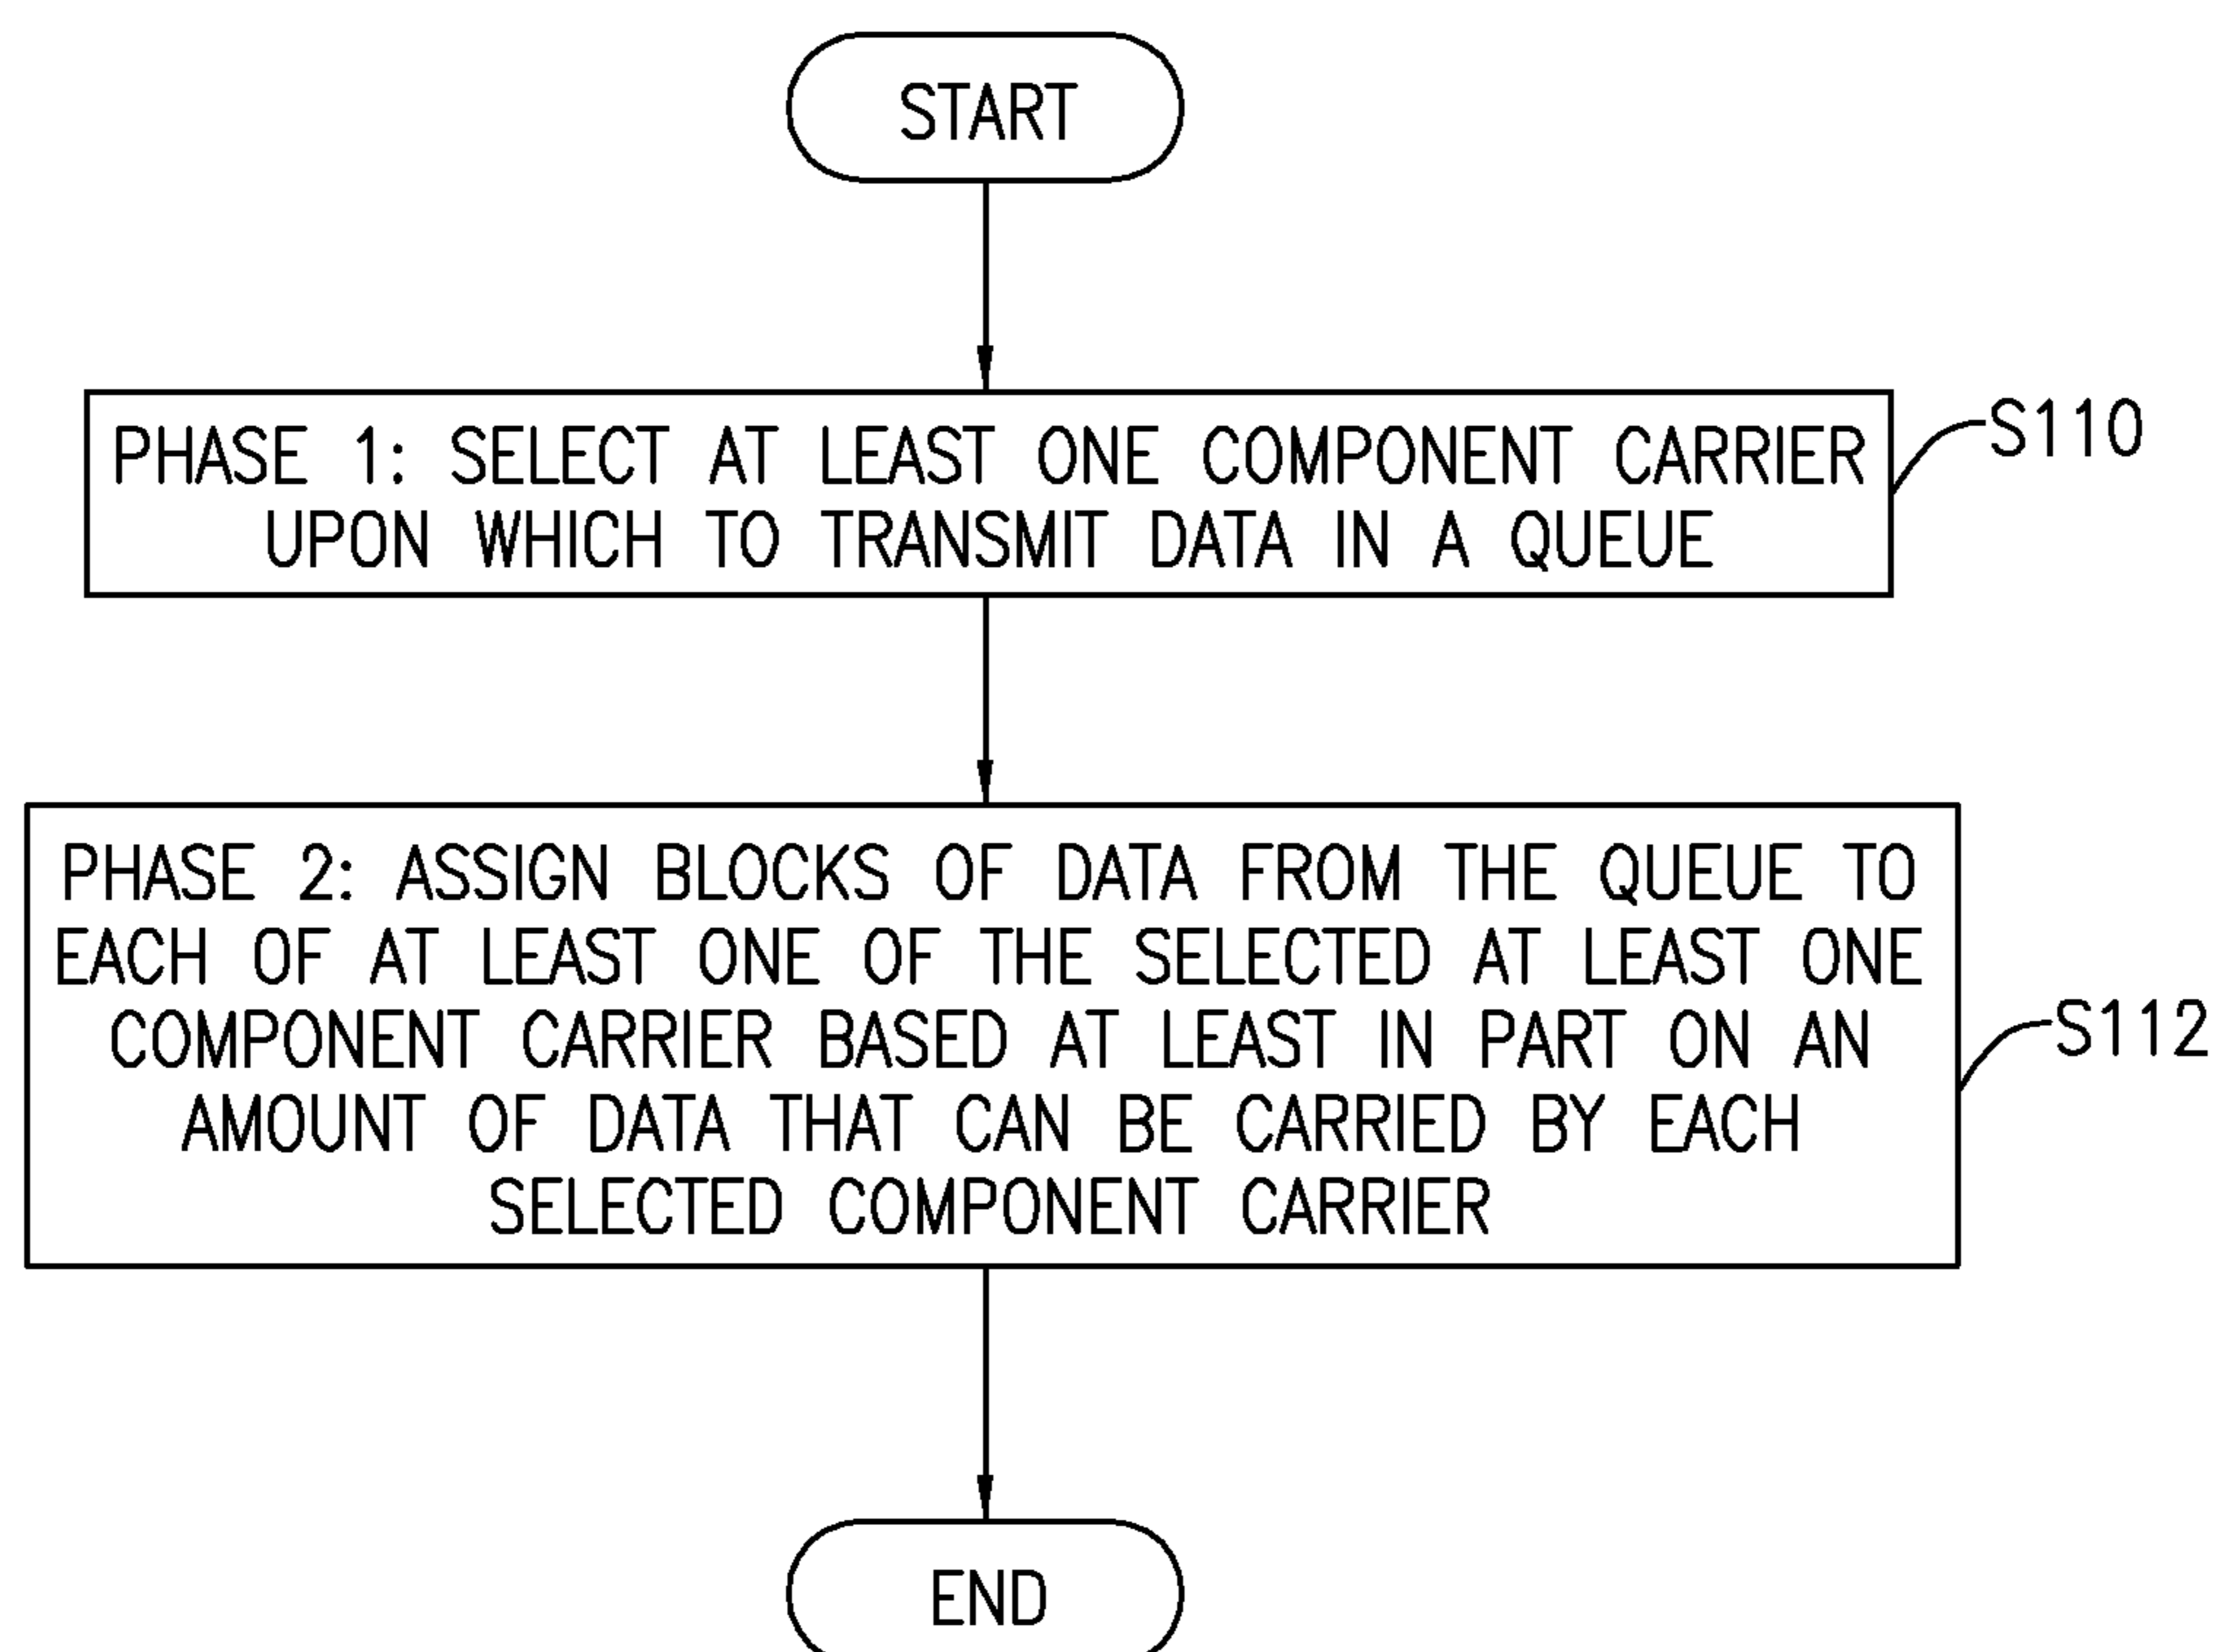 START
PHASE 1: SELECT AT LEAST ONE COMPONENT CARRIER
UPON WHICH TO TRANSMIT DATA IN A QUEUE
S110
PHASE 2: ASSIGN BLOCKS OF DATA FROM THE QUEUE TO
EACH OF AT LEAST ONE OF THE SELECTED AT LEAST ONE
COMPONENT CARRIER BASED AT LEAST IN PART ON AN
AMOUNT OF DATA THAT CAN BE CARRIED BY EACH
SELECTED COMPONENT CARRIER
S112
END